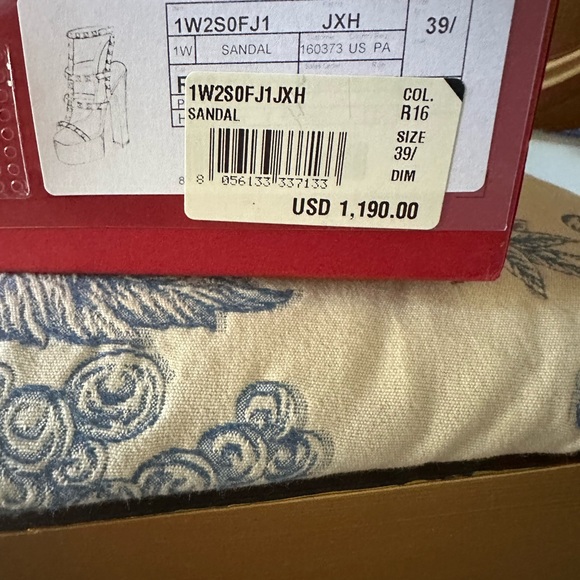 1W2S0FJ1 JXH 39/
1W SANDAL 160373 US PA
1W2S0FJ1JXH COL.
SANDAL R16
SIZE
39/
8 056133 337133 DIM
USD 1,190.00